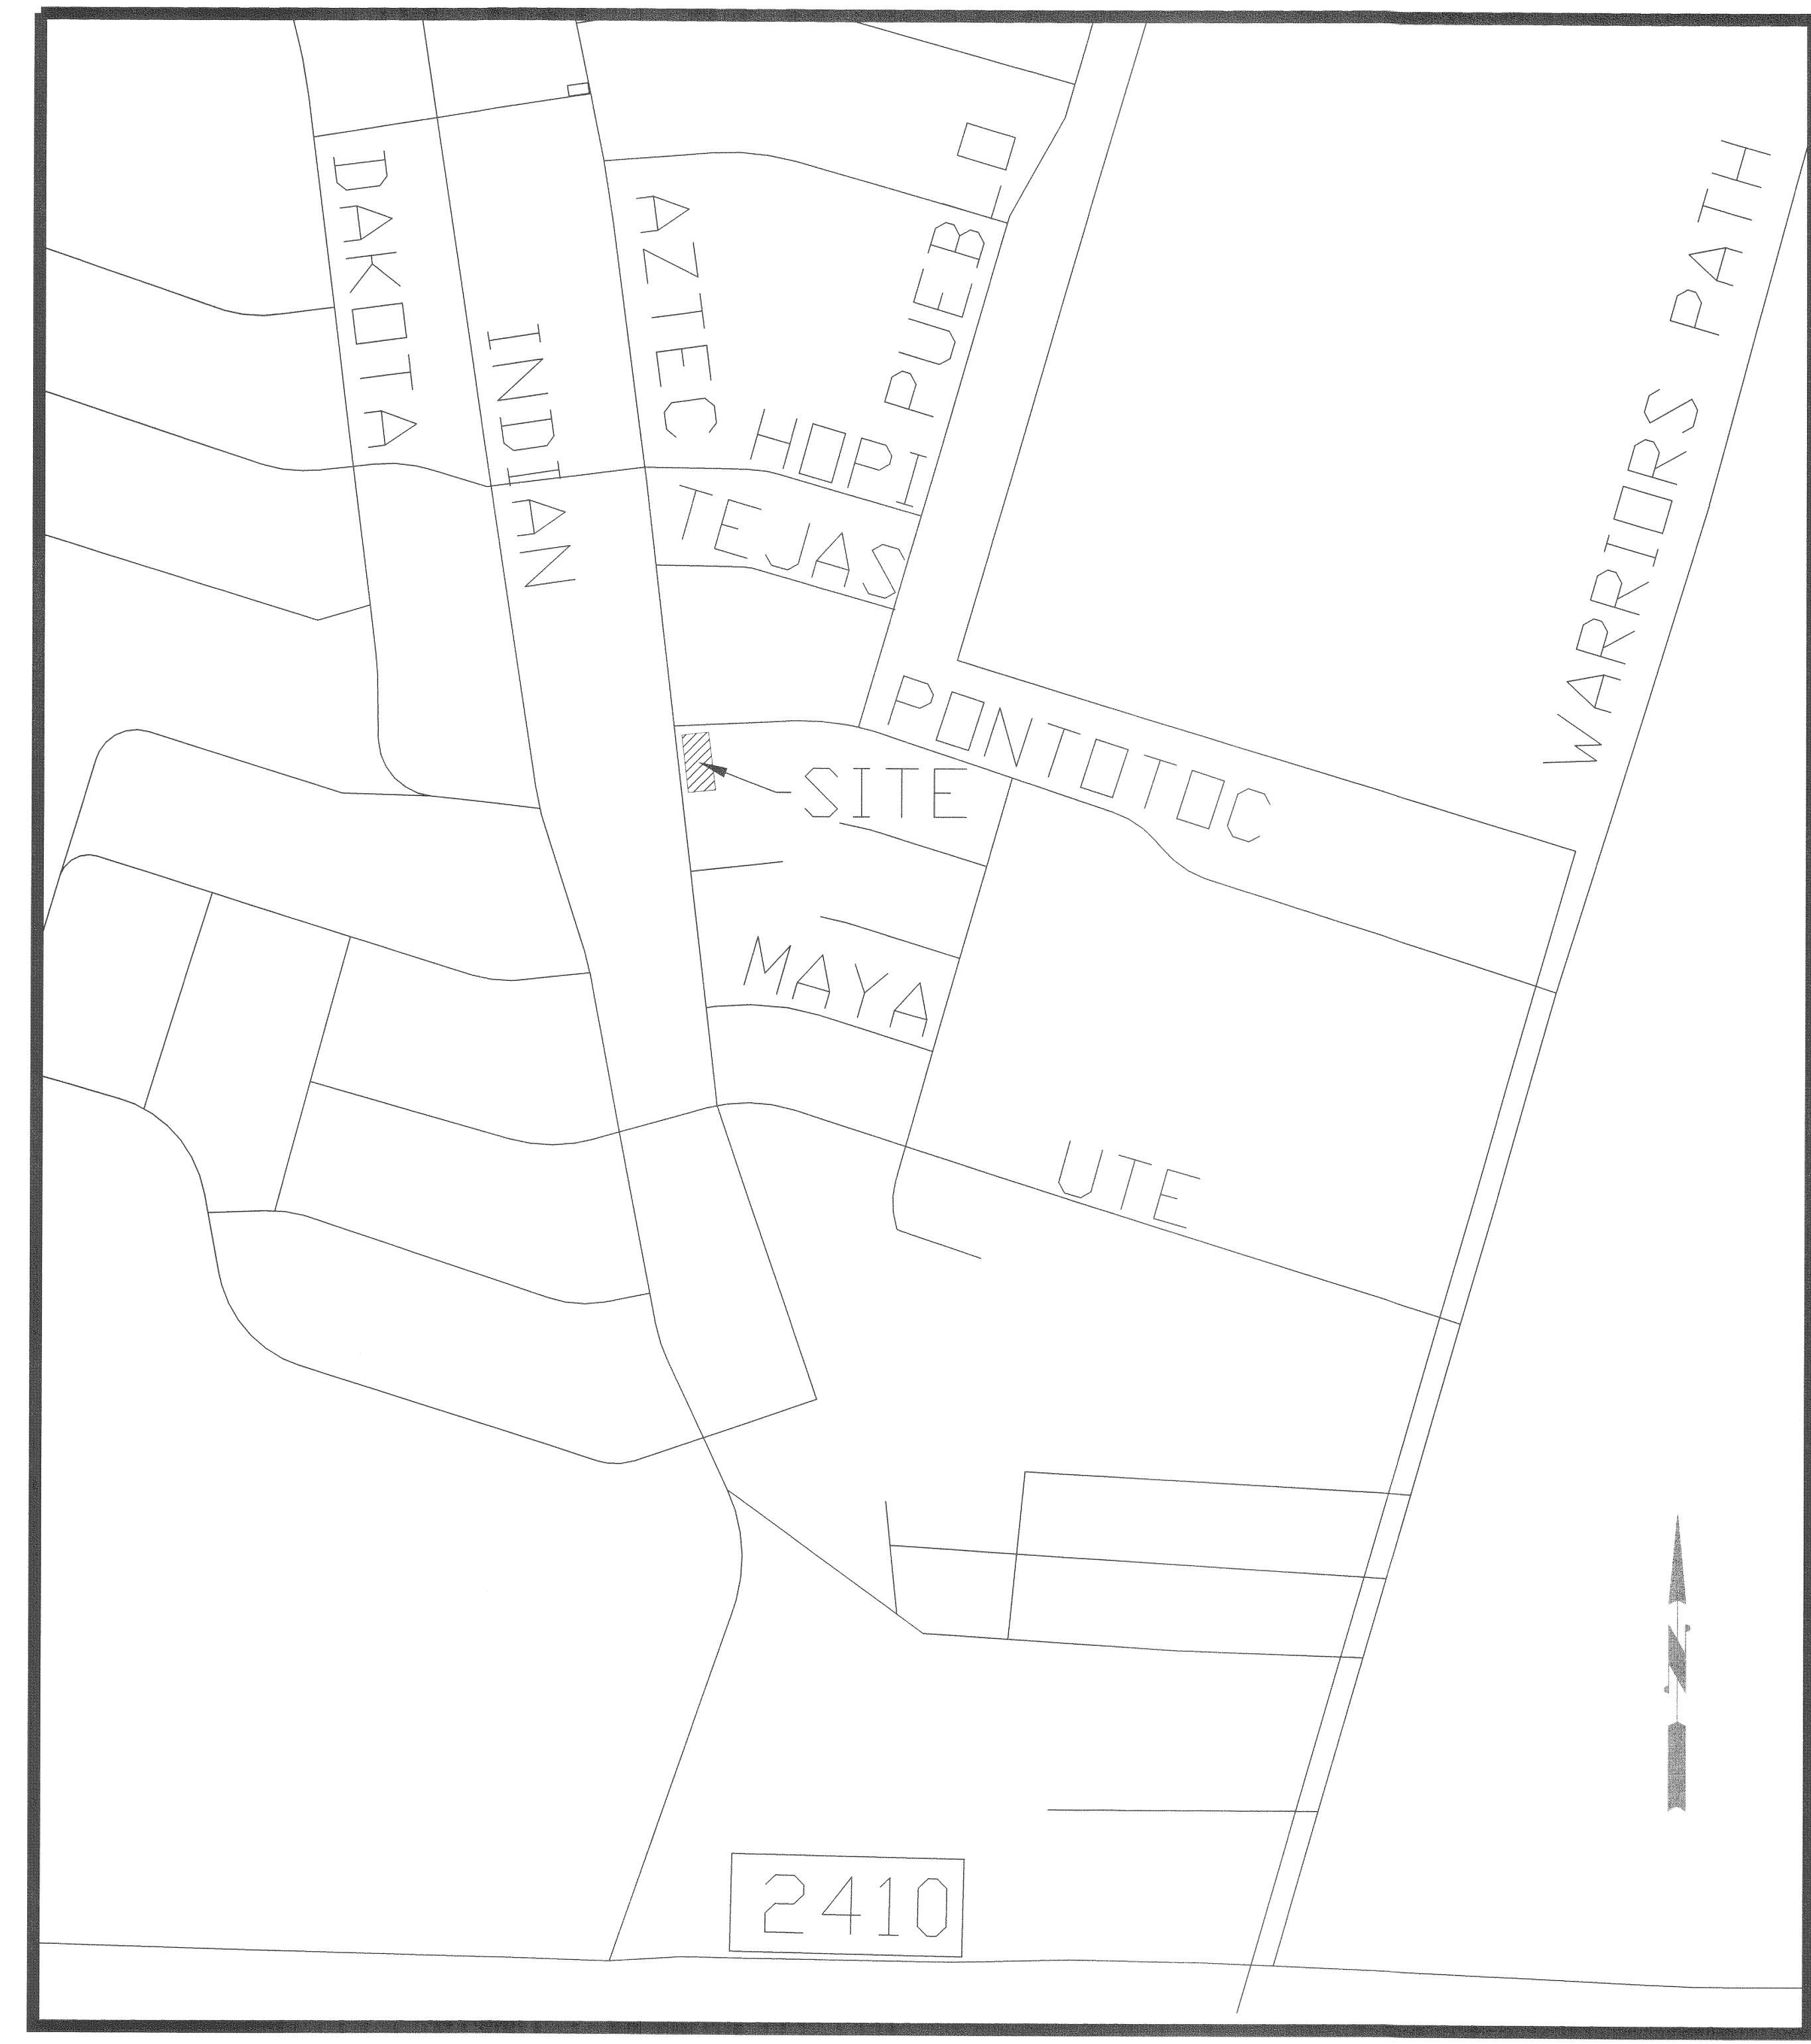 DAKOTA
INDIAN
AZTEC
PUEBLO
HOPI
TEJAS
WARRIORS PATH
PONTOTOC
SITE
MAYA
UTE
N
2410